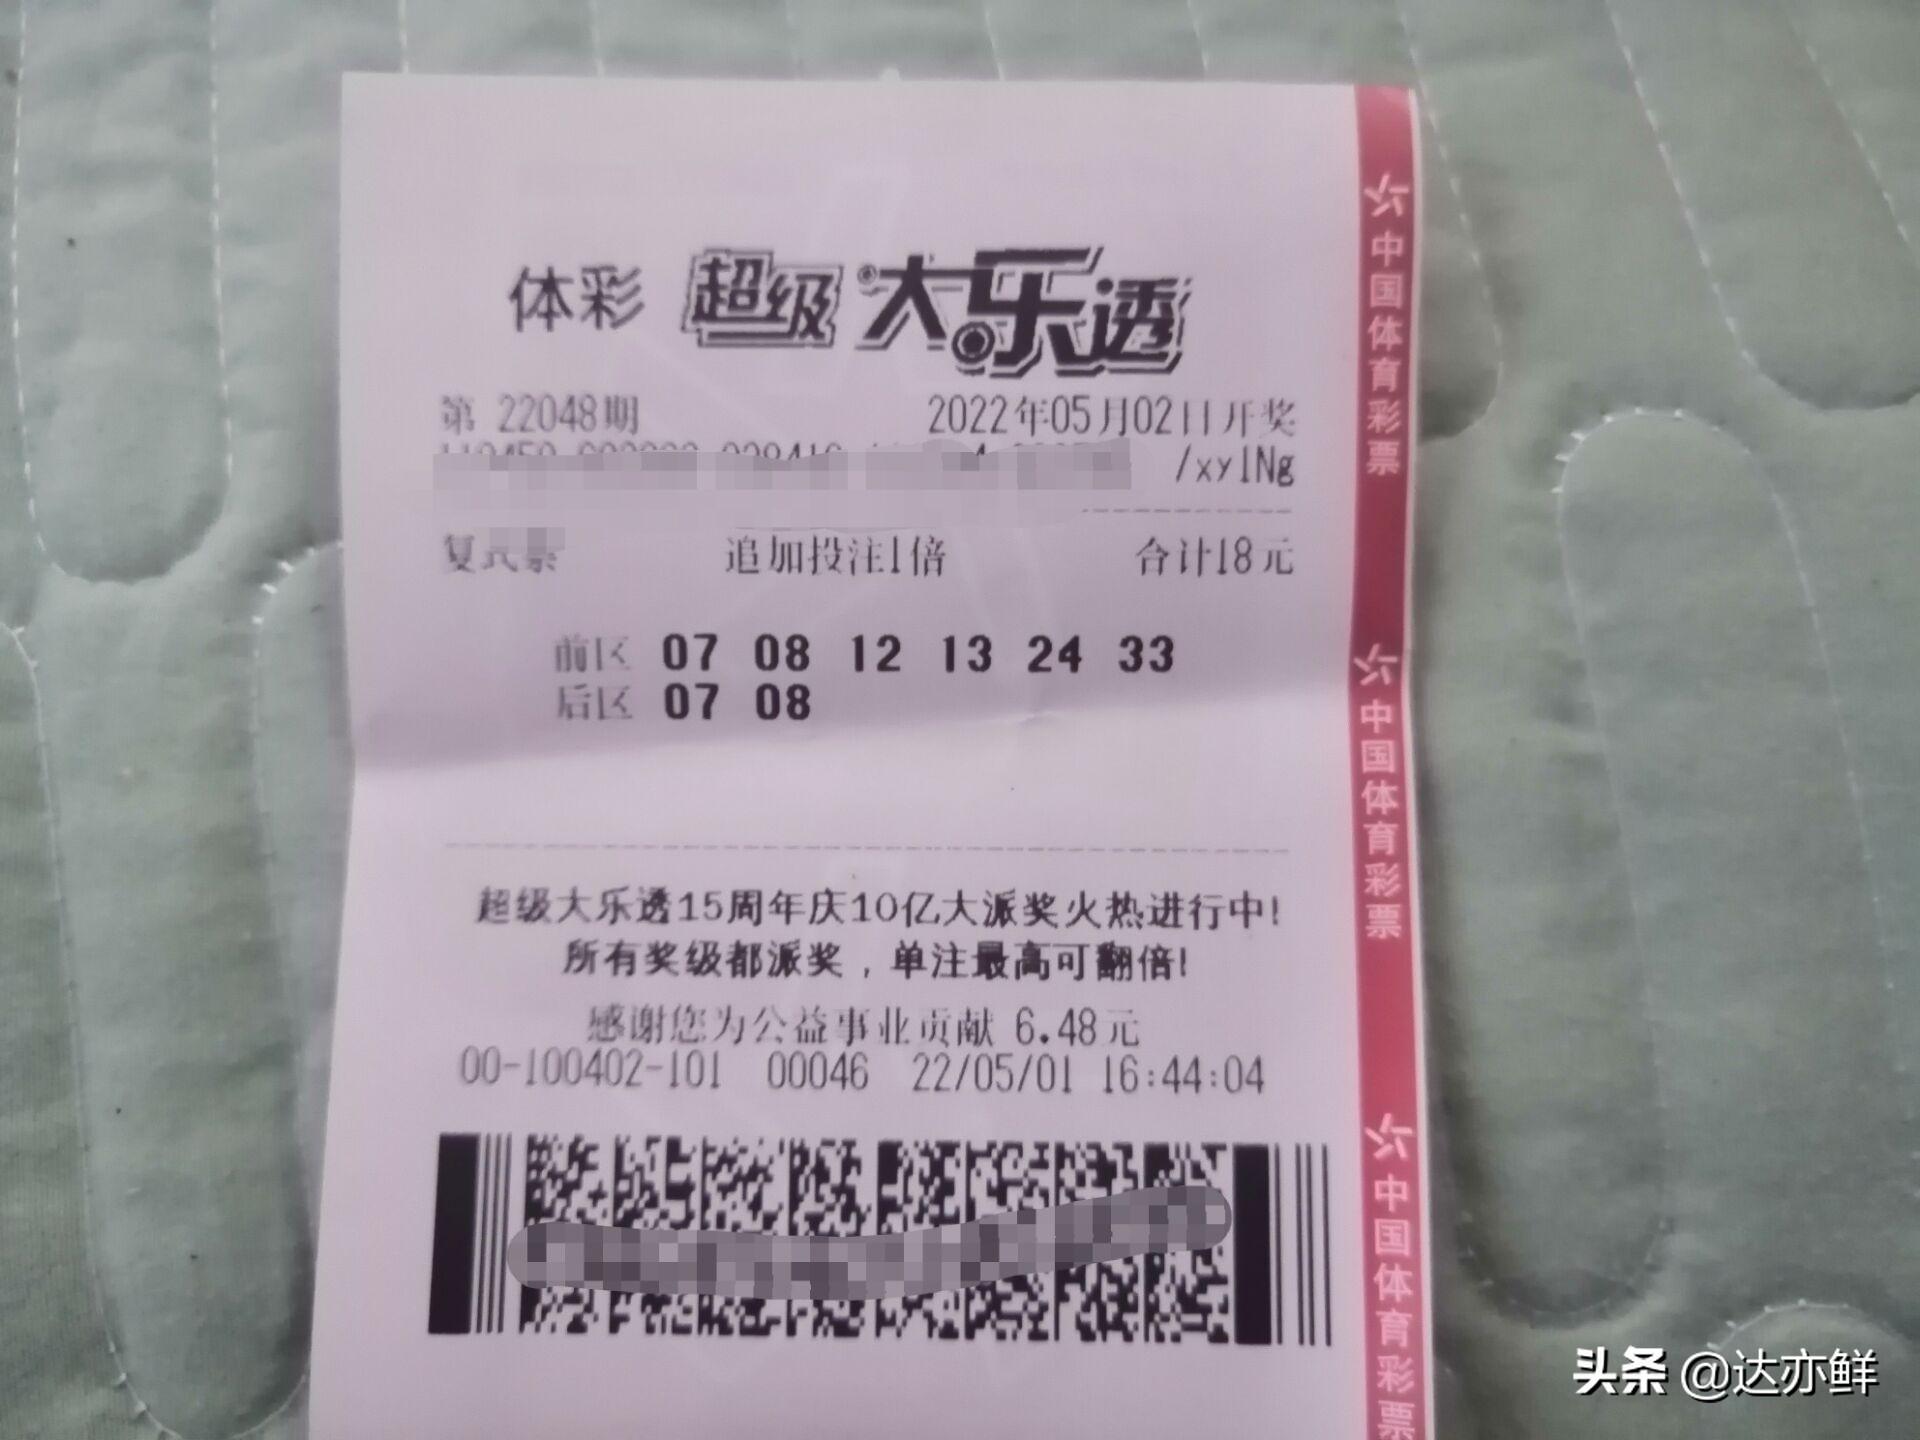 体彩 超级大乐透
第 22048期 2022年05月02日开奖
/xylNg
复式票 追加投注1倍 合计18元
前区 07 08 12 13 24 33
后区 07 08
超级大乐透15周年庆10亿大派奖火热进行中!
所有奖级都派奖，单注最高可翻倍!
感谢您为公益事业贡献 6.48元
00-100402-101 00046 22/05/01 16:44:04
中国体育彩票
中国体育彩票
中国体育彩票
头条 @达亦鲜